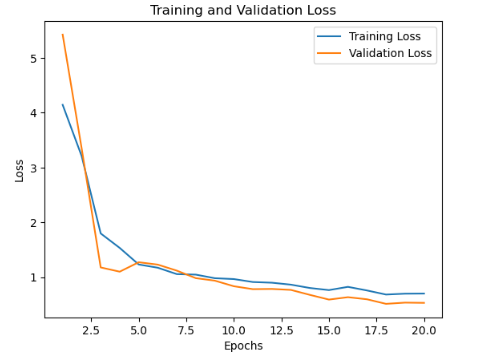 Training and Validation Loss
Training Loss
Validation Loss
Loss
5
4
3
2
1
2.5 5.0 7.5 10.0 12.5 15.0 17.5 20.0
Epochs